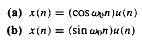 (a) x(n) = (cos ω₀n)u(n)
(b) x(n) = (sin ω₀n)u(n)